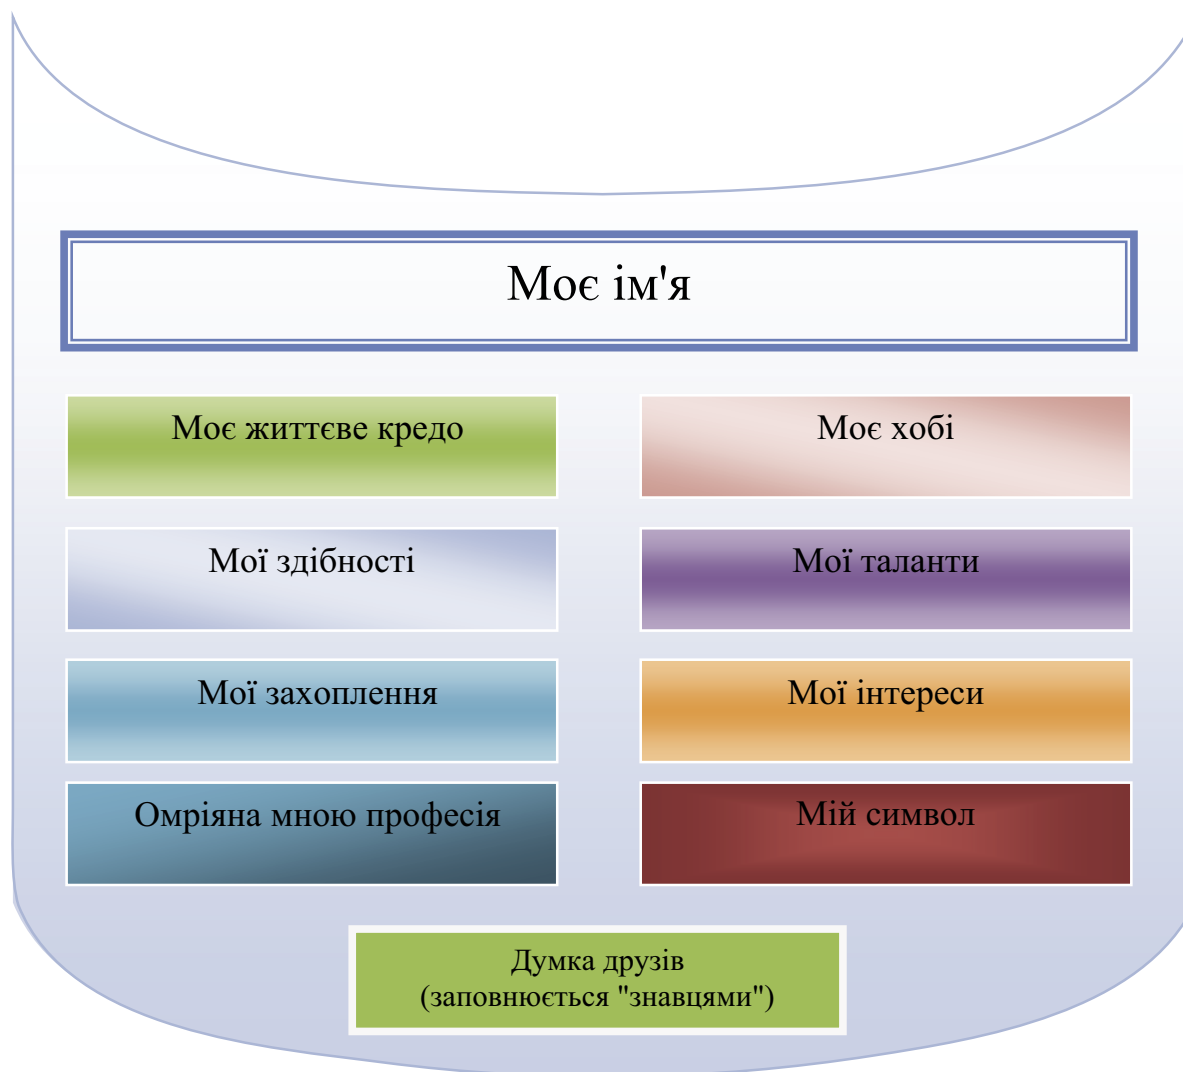 Моє ім'я
Моє життєве кредо
Моє хобі
Мої здібності
Мої таланти
Мої захоплення
Мої інтереси
Омріяна мною професія
Мій символ
Думка друзів
(заповнюється "знавцями")